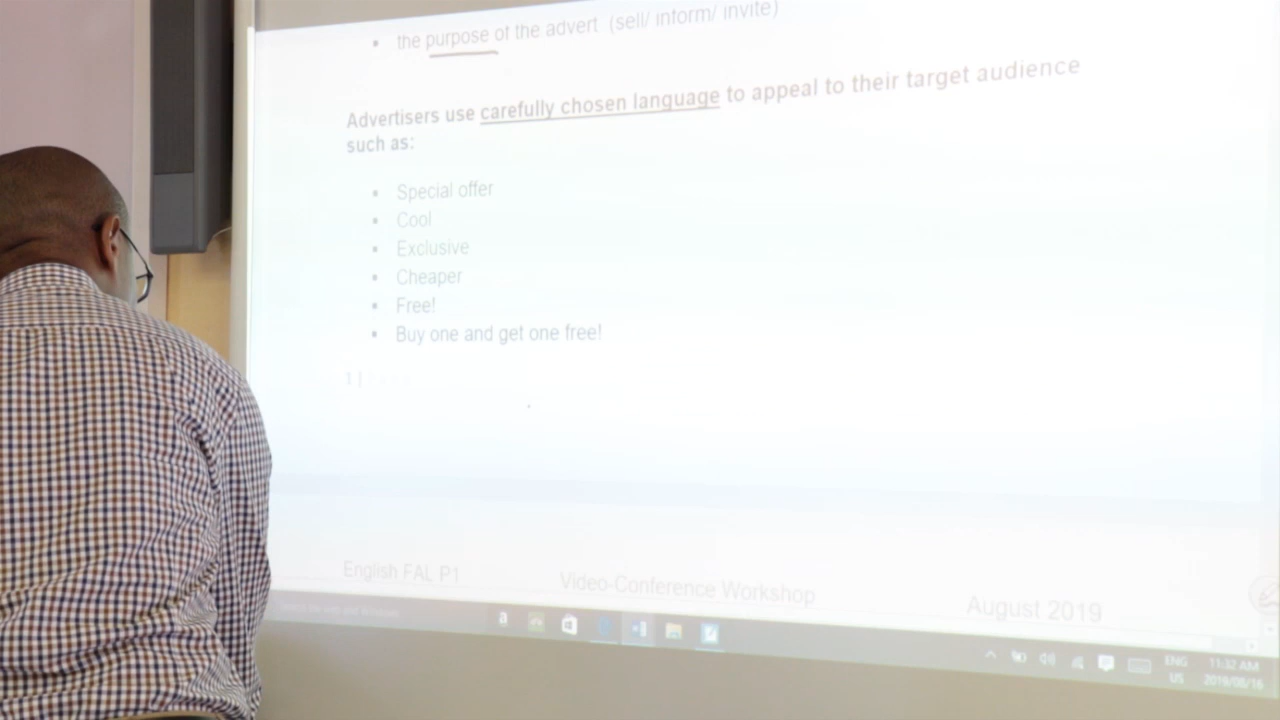 the purpose of the advert (sell/ inform/ invite)
Advertisers use carefully chosen language to appeal to their target audience
such as:
Special offer
Cool
Exclusive
Cheaper
Free!
Buy one and get one free!
1 |
English FAL P1 Video-Conference Workshop August 2019
ENG 11:32 AM
US 2019/08/16